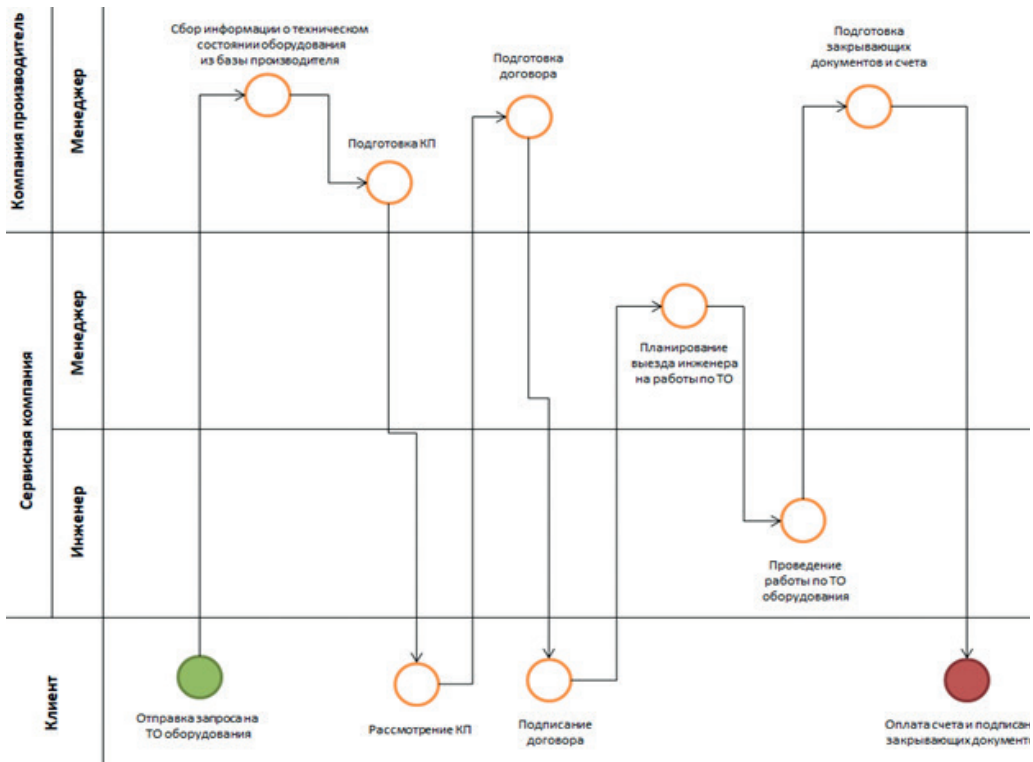 Компания производитель
Менеджер
Сбор информации о техническом
состоянии оборудования
из базы производителя
Подготовка КП
Подготовка
договора
Подготовка
закрывающих
документов и счета
Сервисная компания
Менеджер
Планирование
выезда инженера
на работы по ТО
Инженер
Проведение
работы по ТО
оборудования
Клиент
Отправка запроса на
ТО оборудования
Рассмотрение КП
Подписание
договора
Оплата счета и подписан
закрывающих документо